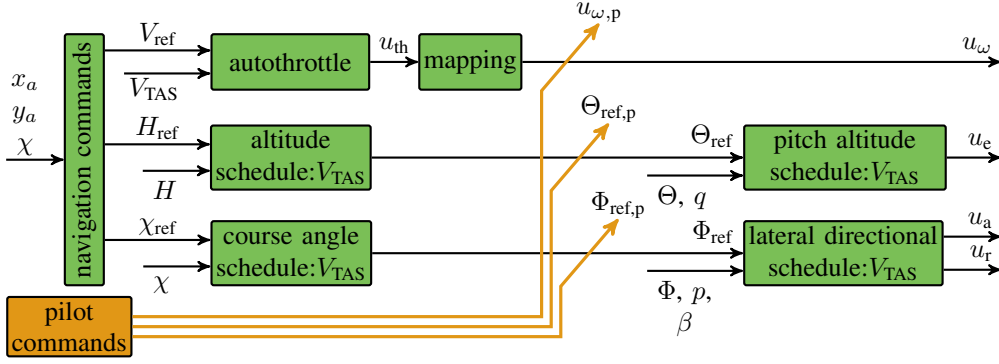 x_a
y_a
χ
navigation commands
V_ref
V_TAS
autothrottle
u_th
mapping
u_ω,p
u_ω
H_ref
H
altitude
schedule:V_TAS
Θ_ref,p
Θ_ref
Θ, q
pitch altitude
schedule:V_TAS
u_e
χ_ref
χ
course angle
schedule:V_TAS
Φ_ref,p
Φ_ref
Φ, p,
β
lateral directional
schedule:V_TAS
u_a
u_r
pilot
commands